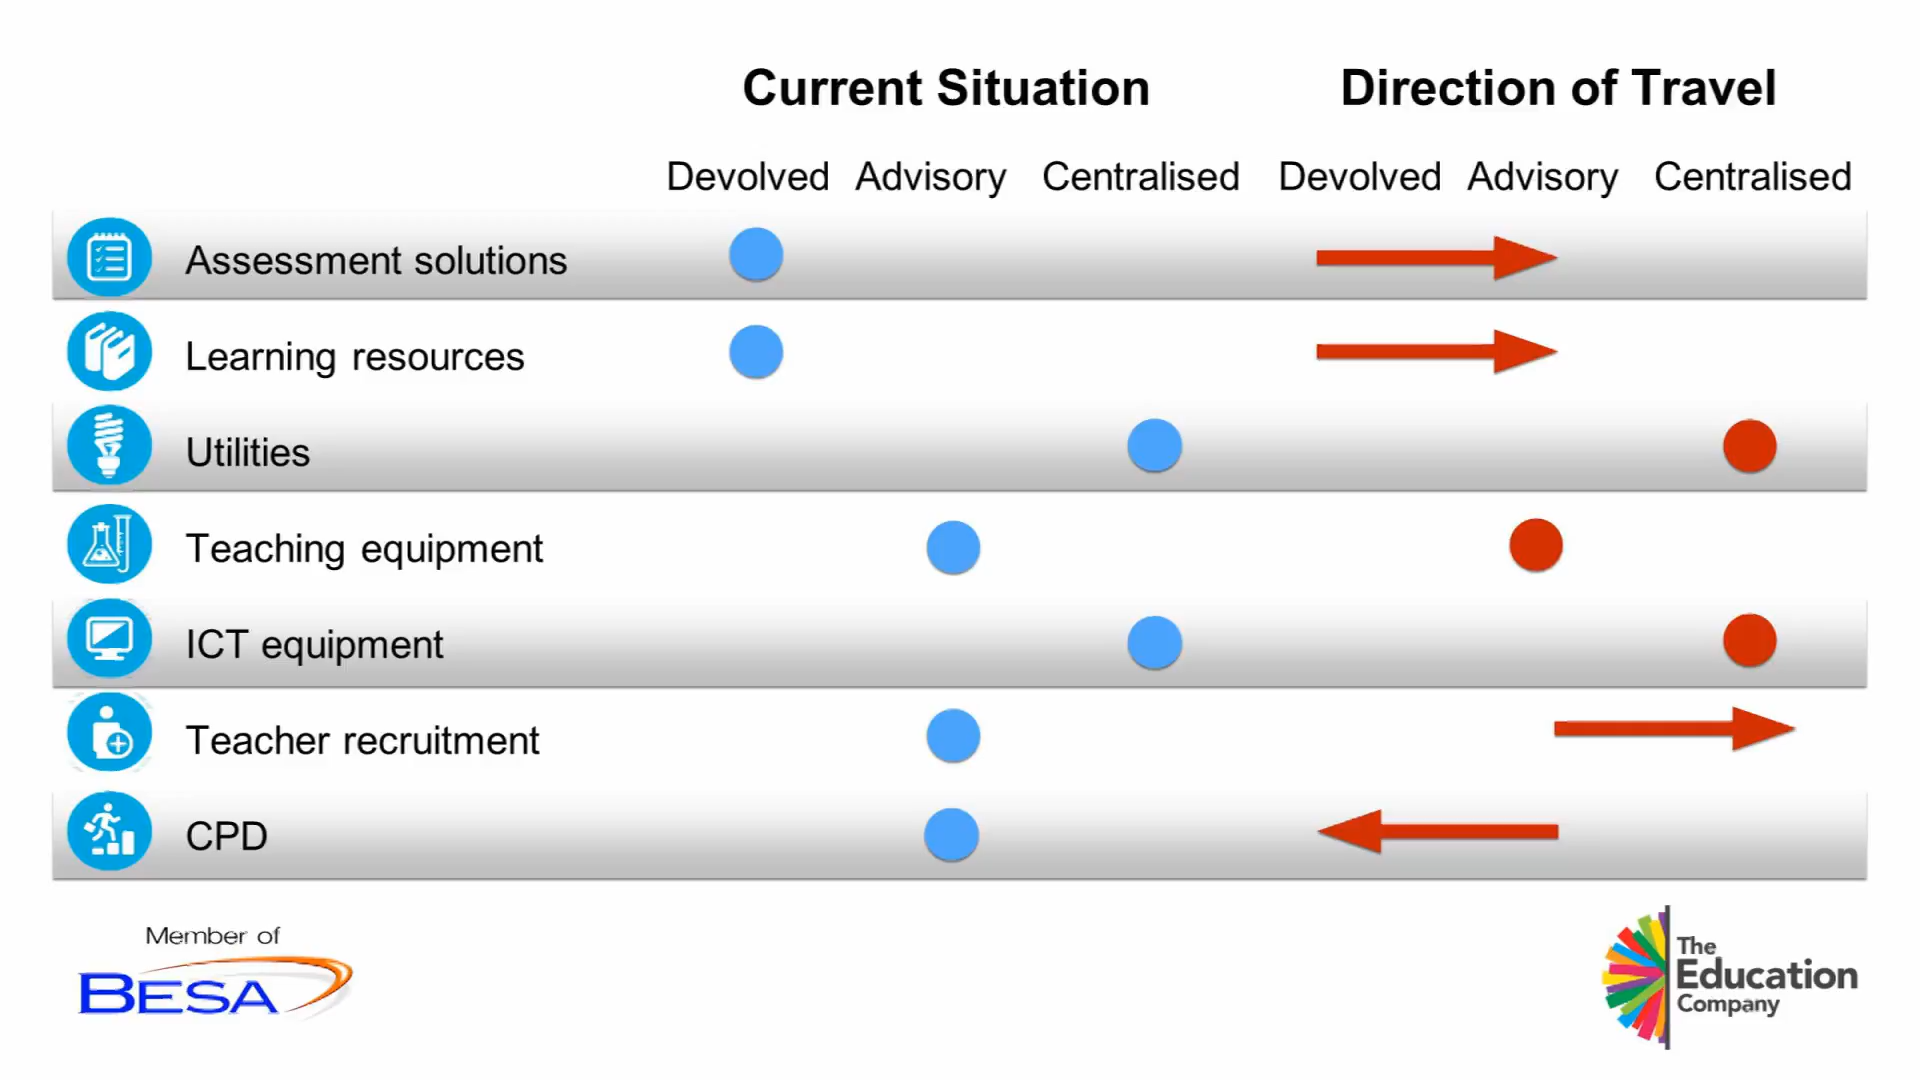 Current Situation Direction of Travel
Devolved Advisory Centralised Devolved Advisory Centralised
Assessment solutions
Learning resources
Utilities
Teaching equipment
ICT equipment
Teacher recruitment
CPD
Member of
BESA
The
Education
Company